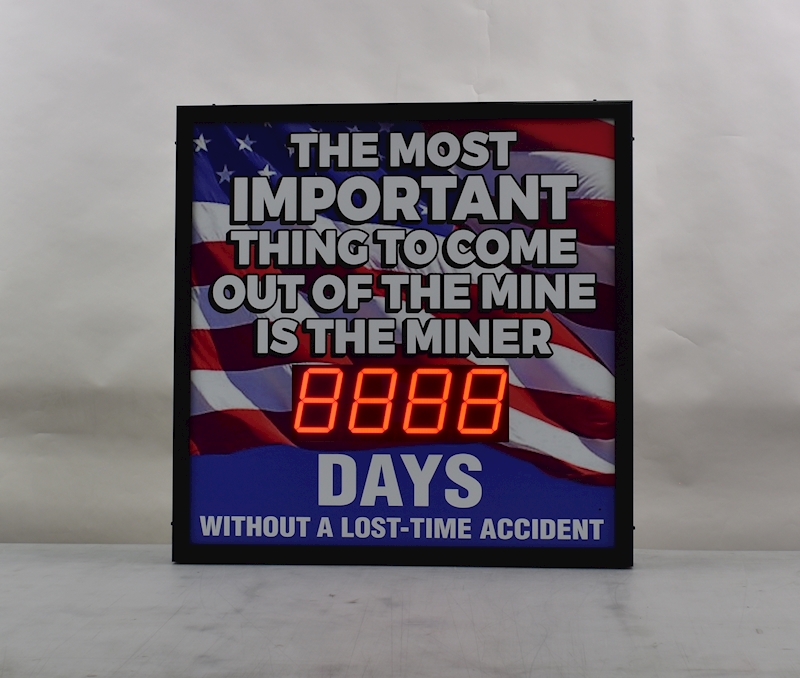 THE MOST
IMPORTANT
THING TO COME
OUT OF THE MINE
IS THE MINER
8888
DAYS
WITHOUT A LOST-TIME ACCIDENT